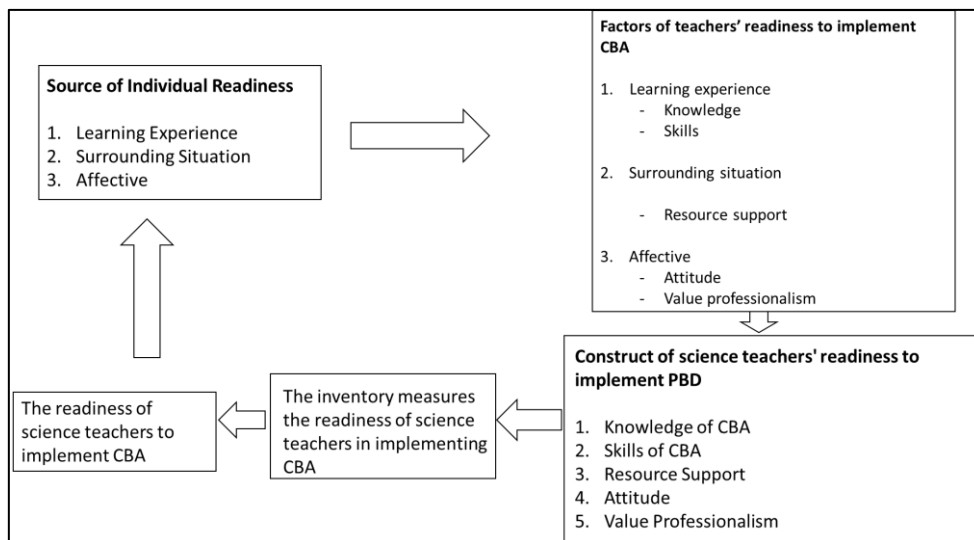 Source of Individual Readiness
1. Learning Experience
2. Surrounding Situation
3. Affective
Factors of teachers' readiness to implement
CBA
1. Learning experience
- Knowledge
- Skills
2. Surrounding situation
- Resource support
3. Affective
- Attitude
- Value professionalism
Construct of science teachers' readiness to
implement PBD
1. Knowledge of CBA
2. Skills of CBA
3. Resource Support
4. Attitude
5. Value Professionalism
The inventory measures
the readiness of science
teachers in implementing
CBA
The readiness of
science teachers to
implement CBA